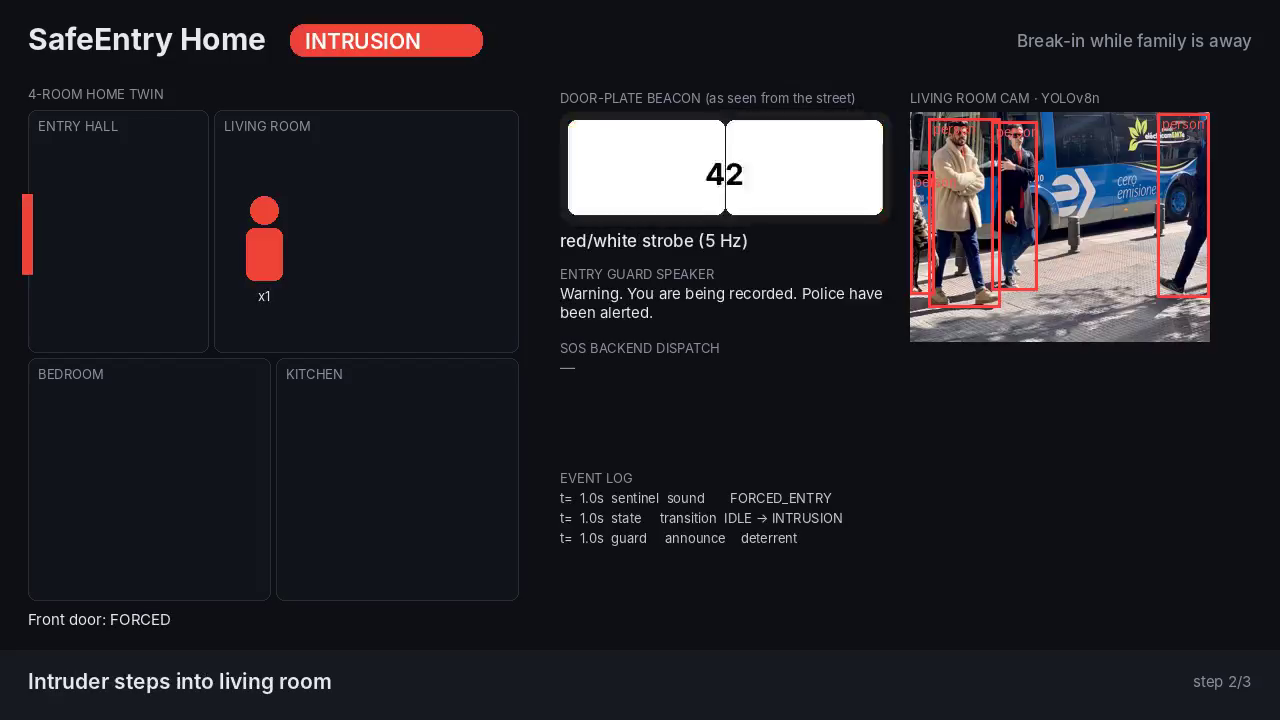 SafeEntry Home
INTRUSION
Break-in while family is away
4-ROOM HOME TWIN
ENTRY HALL
LIVING ROOM
x1
BEDROOM
KITCHEN
Front door: FORCED
DOOR-PLATE BEACON (as seen from the street)
42
red/white strobe (5 Hz)
ENTRY GUARD SPEAKER
Warning. You are being recorded. Police have
been alerted.
SOS BACKEND DISPATCH
—
EVENT LOG
t= 1.0s sentinel sound FORCED_ENTRY
t= 1.0s state transition IDLE → INTRUSION
t= 1.0s guard announce deterrent
LIVING ROOM CAM · YOLOv8n
person
person
person
person
cero
emisiones
Intruder steps into living room
step 2/3